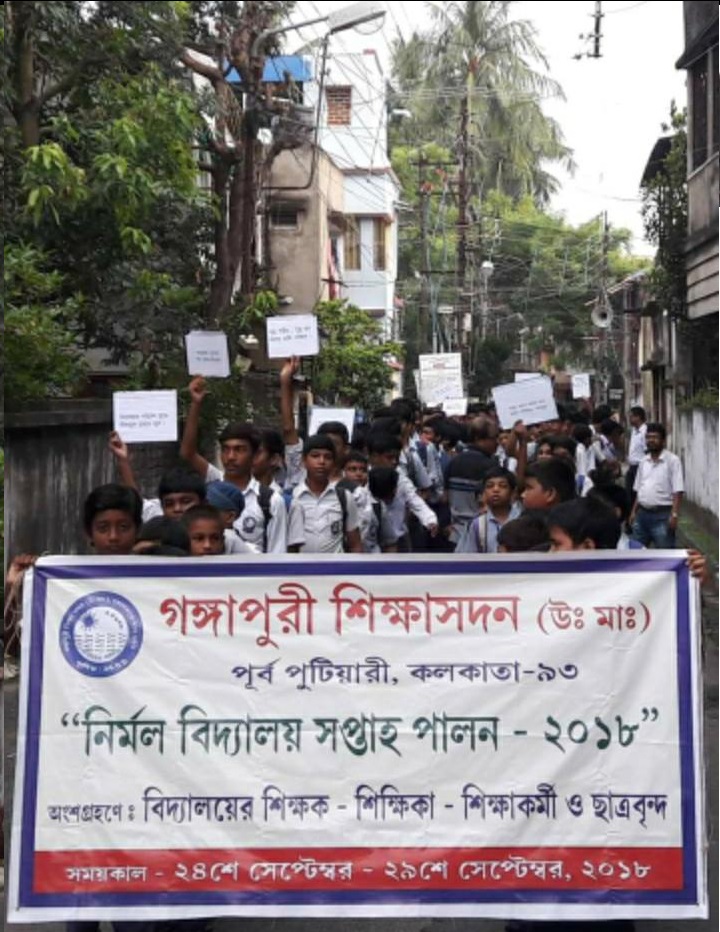 গঙ্গাপুরী শিক্ষাসদন (উঃ মাঃ)
পূর্ব পুটিয়ারী, কলকাতা-৯৩
“নির্মল বিদ্যালয় সপ্তাহ পালন - ২০১৮”
অংশগ্রহণে : বিদ্যালয়ের শিক্ষক - শিক্ষিকা - শিক্ষাকর্মী ও ছাত্রবৃন্দ
সময়কাল - ২৪শে সেপ্টেম্বর - ২৯শে সেপ্টেম্বর, ২০১৮